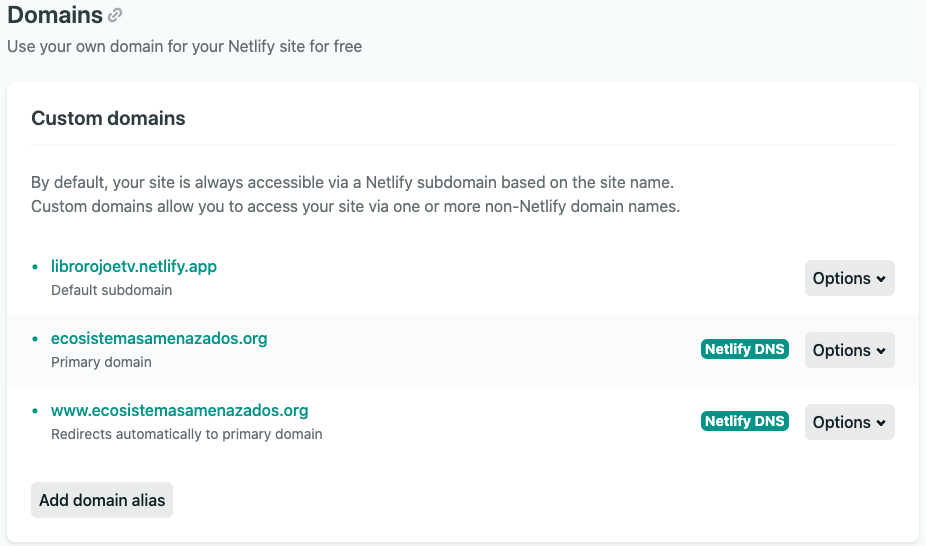 Domains
Use your own domain for your Netlify site for free
Custom domains
By default, your site is always accessible via a Netlify subdomain based on the site name.
Custom domains allow you to access your site via one or more non-Netlify domain names.
librorojoetv.netlify.app
Default subdomain
Options
ecosistemasamenazados.org
Primary domain
Netlify DNS
Options
www.ecosistemasamenazados.org
Redirects automatically to primary domain
Netlify DNS
Options
Add domain alias